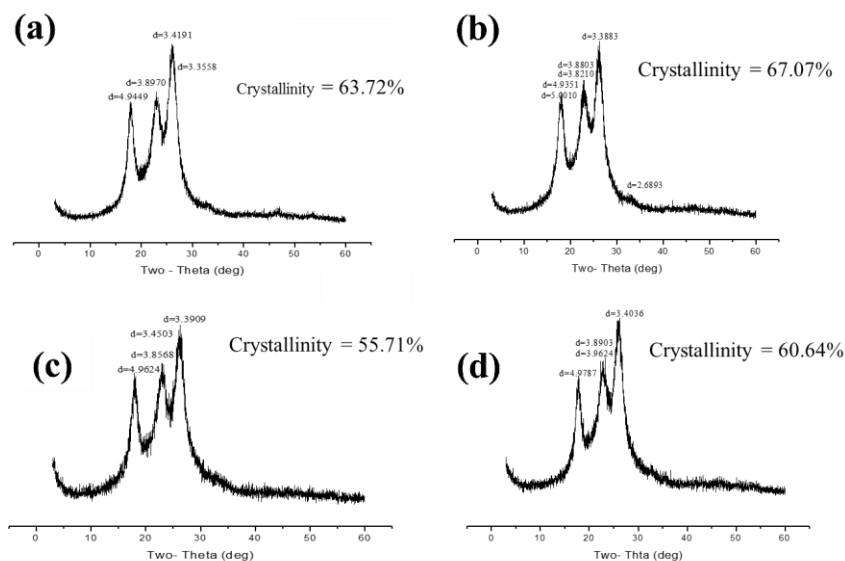 (a)
d=3.4191
d=3.3558
d=3.8970
d=4.9449
Crystallinity = 63.72%
0 10 20 30 40 50 60
Two - Theta (deg)
(b)
d=3.3883
d=3.8803
d=3.8210
d=4.9351
d=5.0010
Crystallinity = 67.07%
d=2.6893
0 10 20 30 40 50 60
Two- Theta (deg)
(c)
d=3.3909
d=3.4503
d=3.8568
d=4.9624
Crystallinity = 55.71%
0 10 20 30 40 50 60
Two- Theta (deg)
(d)
d=3.4036
d=3.8903
d=3.9624
d=4.9787
Crystallinity = 60.64%
0 10 20 30 40 50 60
Two- Thta (deg)